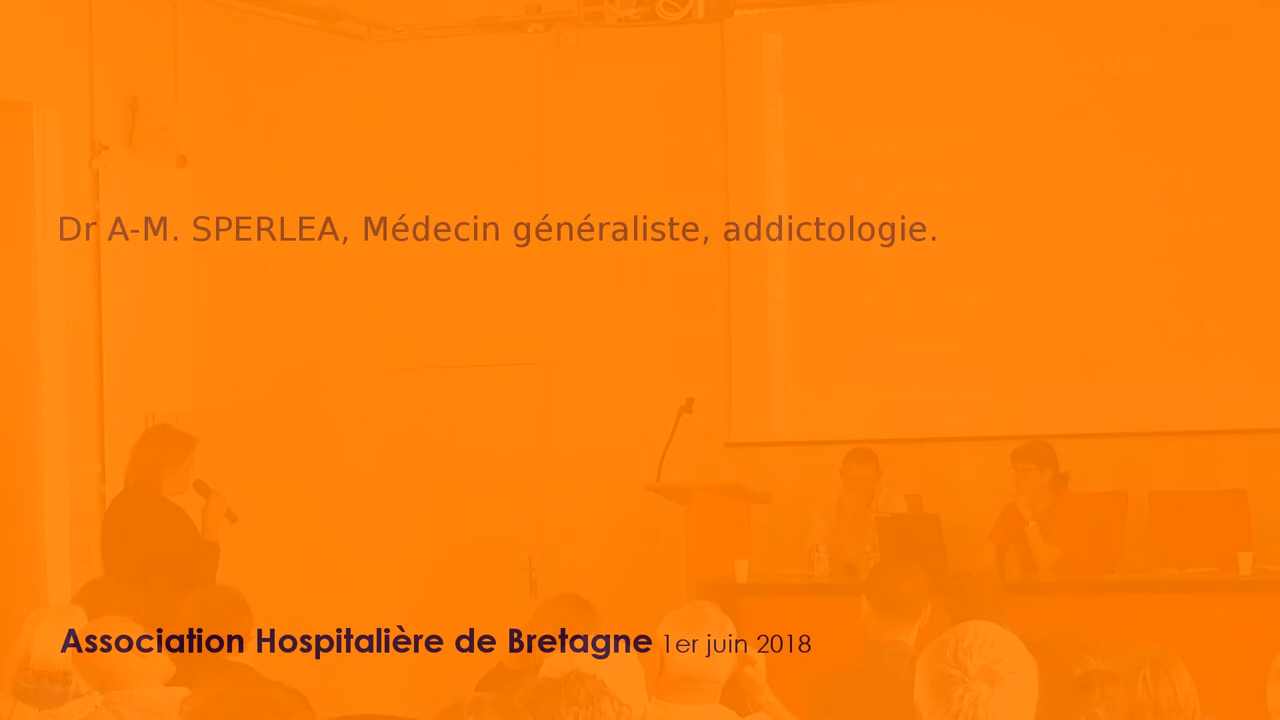 Dr A-M. SPERLEA, Médecin généraliste, addictologie.
Association Hospitalière de Bretagne 1er juin 2018